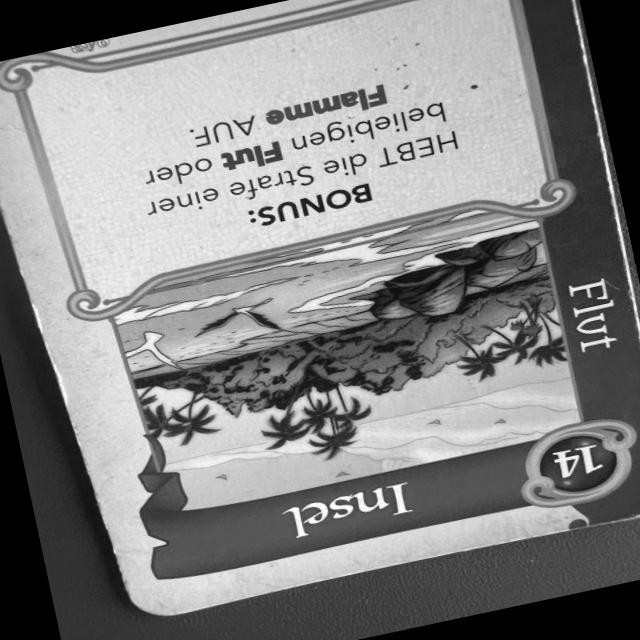 14
Insel
Flut
BONUS:
HEBT die Strafe einer
beliebigen Flut oder
Flamme AUF.